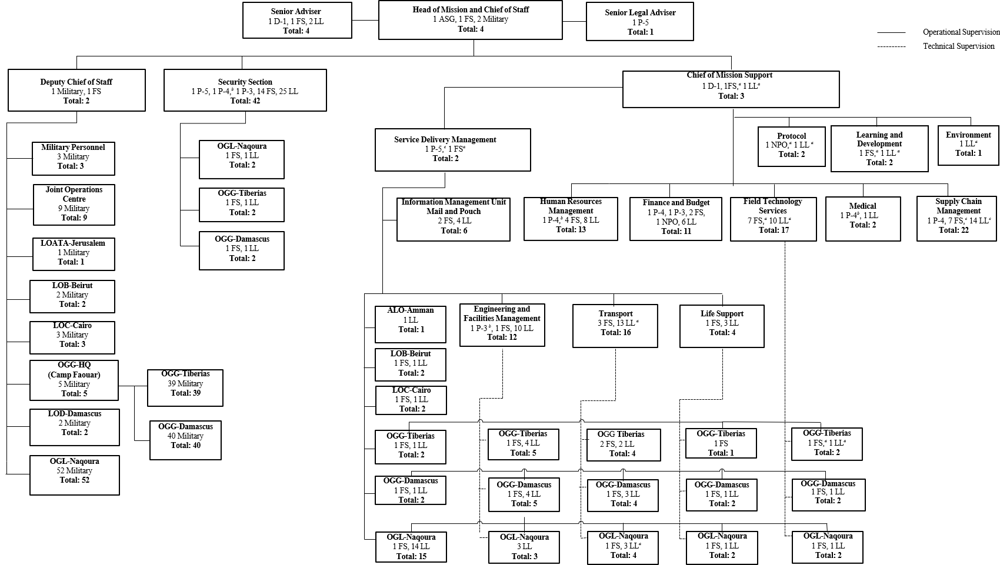 Senior Adviser
1 D-1, 1 FS, 2 LL
Total: 4
Head of Mission and Chief of Staff
1 ASG, 1 FS, 2 Military
Total: 4
Senior Legal Adviser
1 P-5
Total: 1
Operational Supervision
Technical Supervision
Deputy Chief of Staff
1 Military, 1 FS
Total: 2
Security Section
1 P-5, 1 P-4,ᵇ 1 P-3, 14 FS, 25 LL
Total: 42
Chief of Mission Support
1 D-1, 1FS,ᵃ 1 LLᵃ
Total: 3
Military Personnel
3 Military
Total: 3
Joint Operations
Centre
9 Military
Total: 9
LOATA-Jerusalem
1 Military
Total: 1
LOB-Beirut
2 Military
Total: 2
LOC-Cairo
3 Military
Total: 3
OGG-HQ
(Camp Faouar)
5 Military
Total: 5
OGG-Tiberias
39 Military
Total: 39
OGG-Damascus
40 Military
Total: 40
LOD-Damascus
2 Military
Total: 2
OGL-Naqoura
52 Military
Total: 52
OGL-Naqoura
1 FS, 1 LL
Total: 2
OGG-Tiberias
1 FS, 1 LL
Total: 2
OGG-Damascus
1 FS, 1 LL
Total: 2
Service Delivery Management
1 P-5,ᵃ 1 FSᵃ
Total: 2
Protocol
1 NPO,ᵃ 1 LL ᵃ
Total: 2
Learning and
Development
1 FS,ᵃ 1 LL ᵃ
Total: 2
Environment
1 LLᵃ
Total: 1
Information Management Unit
Mail and Pouch
2 FS, 4 LL
Total: 6
Human Resources
Management
1 P-4,ᵇ 4 FS, 8 LL
Total: 13
Finance and Budget
1 P-4, 1 P-3, 2 FS,
1 NPO, 6 LL
Total: 11
Field Technology
Services
7 FS,ᵃ 10 LLᵃ
Total: 17
Medical
1 P-4ᵇ, 1 LL
Total: 2
Supply Chain
Management
1 P-4, 7 FS,ᵃ 14 LLᵃ
Total: 22
ALO-Amman
1 LL
Total: 1
Engineering and
Facilities Management
1 P-3 ᵇ, 1 FS, 10 LL
Total: 12
Transport
3 FS, 13 LL ᵃ
Total: 16
Life Support
1 FS, 3 LL
Total: 4
LOB-Beirut
1 FS, 1 LL
Total: 2
LOC-Cairo
1 FS, 1 LL
Total: 2
OGG-Tiberias
1 FS, 1 LL
Total: 2
OGG-Tiberias
1 FS, 4 LL
Total: 5
OGG Tiberias
2 FS, 2 LL
Total: 4
OGG-Tiberias
1 FS
Total: 1
OGG-Tiberias
1 FS,ᵃ 1 LLᵃ
Total: 2
OGG-Damascus
1 FS, 1 LL
Total: 2
OGG-Damascus
1 FS, 4 LL
Total: 5
OGG-Damascus
1 FS, 3 LL
Total: 4
OGG-Damascus
1 FS, 1 LL
Total: 2
OGG-Damascus
1 FS, 1 LL
Total: 2
OGL-Naqoura
1 FS, 14 LL
Total: 15
OGL-Naqoura
3 LL
Total: 3
OGL-Naqoura
1 FS, 3 LLᵃ
Total: 4
OGL-Naqoura
1 FS, 1 LL
Total: 2
OGL-Naqoura
1 FS, 1 LL
Total: 2